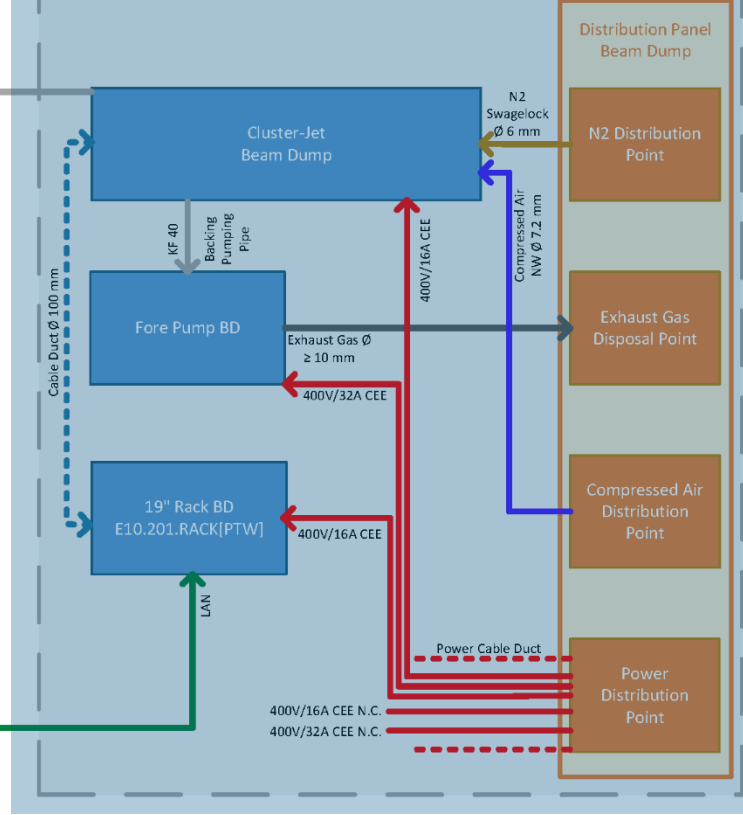 Distribution Panel
Beam Dump
N2
Swagelock
Ø 6 mm
Cluster-Jet
Beam Dump
N2 Distribution
Point
KF 40
Backing
Pumping
Pipe
400V/16A CEE
Compressed Air
NW Ø 7.2 mm
Cable Duct Ø 100 mm
Fore Pump BD
Exhaust Gas Ø
≥ 10 mm
Exhaust Gas
Disposal Point
400V/32A CEE
19" Rack BD
E10.201.RACK[PTW]
400V/16A CEE
Compressed Air
Distribution
Point
LAN
Power Cable Duct
Power
Distribution
Point
400V/16A CEE N.C.
400V/32A CEE N.C.